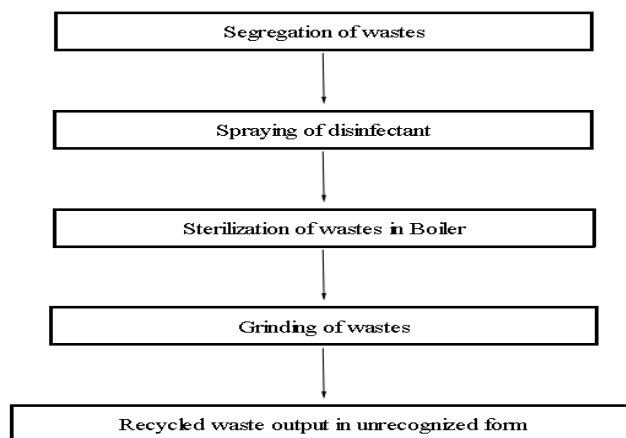 Segregation of wastes
Spraying of disinfectant
Sterilization of wastes in Boiler
Grinding of wastes
Recycled waste output in unrecognized form